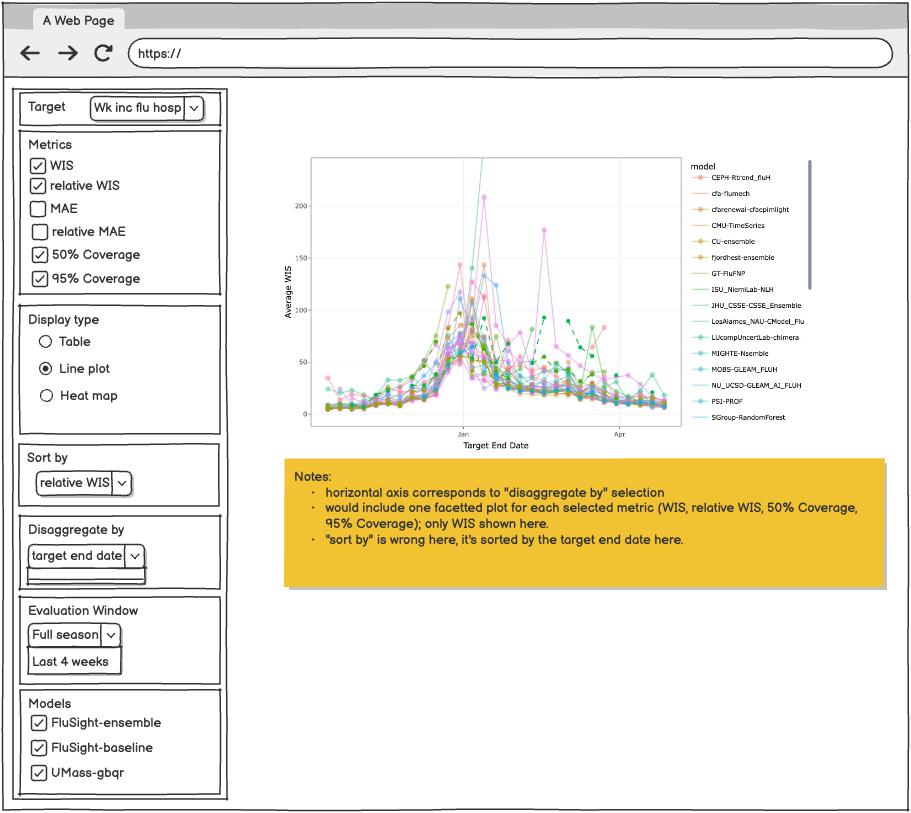 A Web Page
https://
Target
Wk inc flu hosp
Metrics
WIS
relative WIS
MAE
relative MAE
50% Coverage
95% Coverage
Display type
Table
Line plot
Heat map
Sort by
relative WIS
Disaggregate by
target end date
Evaluation Window
Full season
Last 4 weeks
Models
FluSight-ensemble
FluSight-baseline
UMass-gbqr
Average WIS
200
150
100
50
0
Jan
Apr
Target End Date
model
CEPH-Rtrend_fluH
cfa-flumech
cfarenewal-cfaepimlight
CMU-TimeSeries
CU-ensemble
fjordhest-ensemble
GT-FluFNP
ISU_NiemiLab-NLH
JHU_CSSE-CSSE_Ensemble
LosAlamos_NAU-CModel_Flu
LUcompUncertLab-chimera
MIGHTE-Nsemble
MOBS-GLEAM_FLUH
NU_UCSD-GLEAM_AI_FLUH
PSI-PROF
SGroup-RandomForest
Notes:
• horizontal axis corresponds to "disaggregate by" selection
• would include one facetted plot for each selected metric (WIS, relative WIS, 50% Coverage,
95% Coverage); only WIS shown here.
• "sort by" is wrong here, it's sorted by the target end date here.